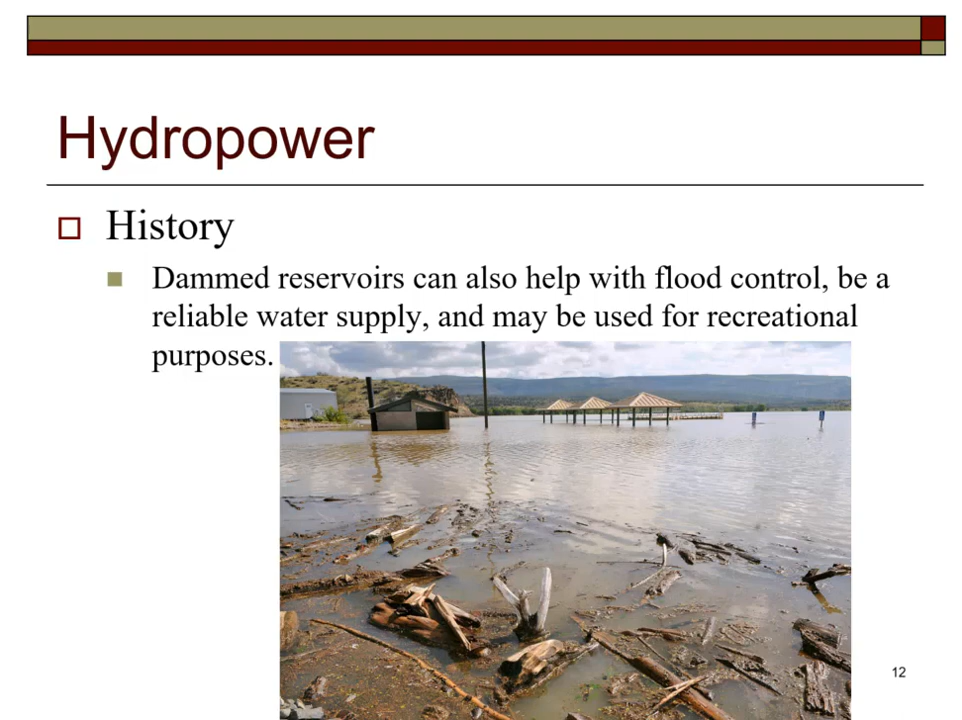 Hydropower
History
Dammed reservoirs can also help with flood control, be a
reliable water supply, and may be used for recreational
purposes.
12